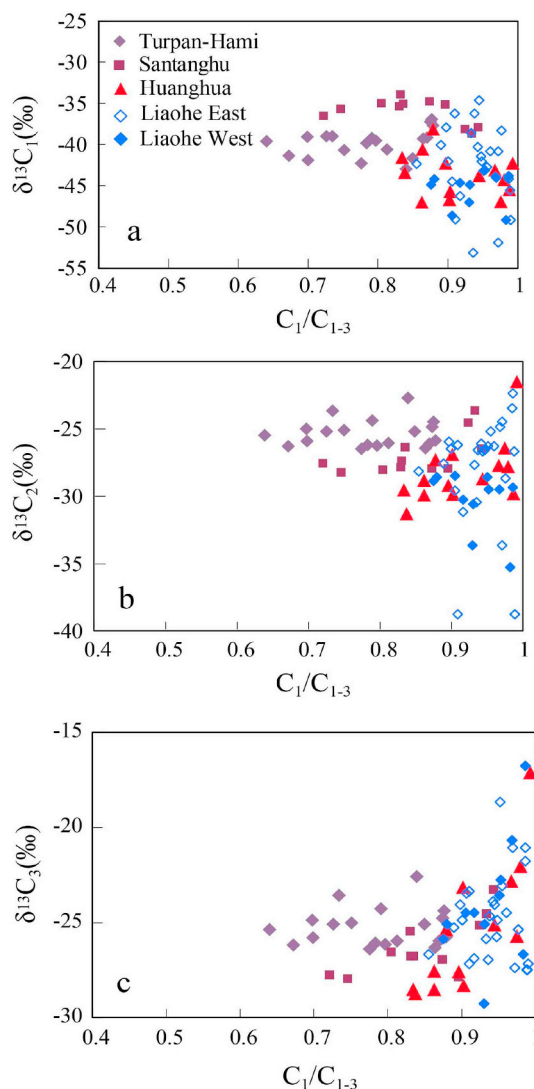 -15
-20
-25
-30
-35
-40
-45
-50
-55
δ¹³C₁(‰)
Turpan-Hami
Santanghu
Huanghua
Liaohe East
Liaohe West
a
0.4 0.5 0.6 0.7 0.8 0.9 1
C₁/C₁₋₃
-20
-25
-30
-35
-40
δ¹³C₂(‰)
b
0.4 0.5 0.6 0.7 0.8 0.9 1
C₁/C₁₋₃
-15
-20
-25
-30
δ¹³C₃(‰)
c
0.4 0.5 0.6 0.7 0.8 0.9 1
C₁/C₁₋₃